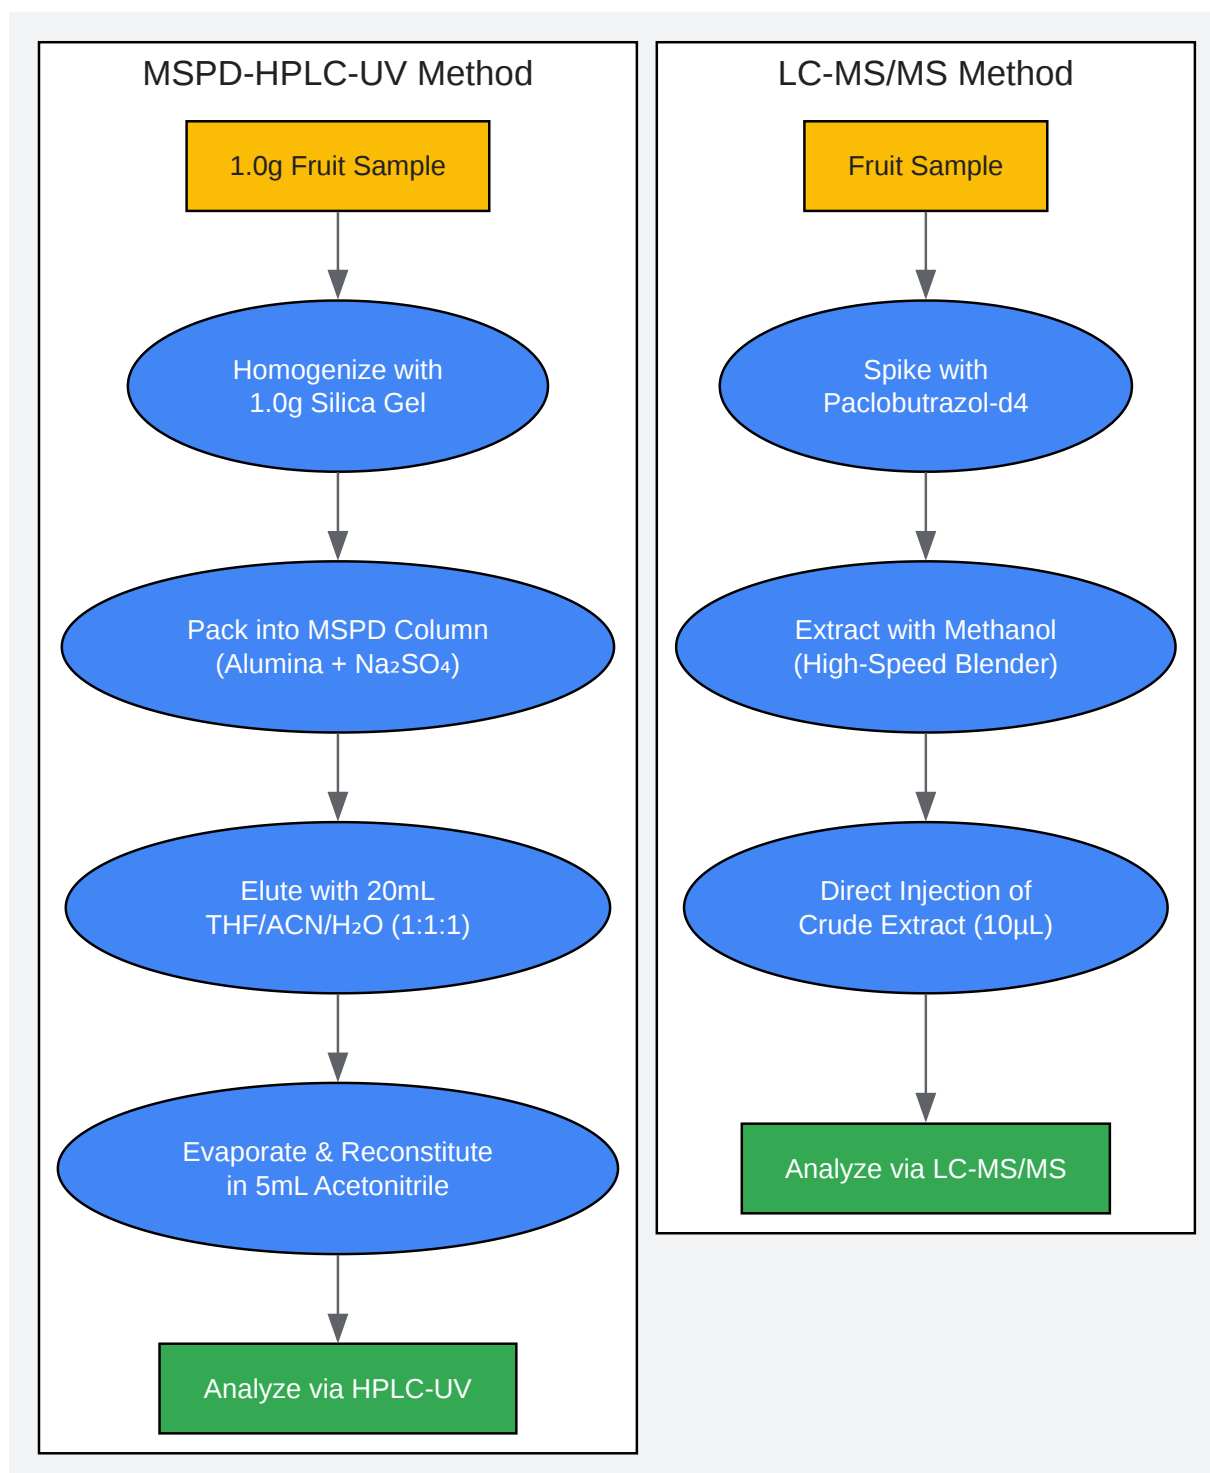 MSPD-HPLC-UV Method
1.0g Fruit Sample
Homogenize with
1.0g Silica Gel
Pack into MSPD Column
(Alumina + Na₂SO₄)
Elute with 20mL
THF/ACN/H₂O (1:1:1)
Evaporate & Reconstitute
in 5mL Acetonitrile
Analyze via HPLC-UV
LC-MS/MS Method
Fruit Sample
Spike with
Paclobutrazol-d4
Extract with Methanol
(High-Speed Blender)
Direct Injection of
Crude Extract (10µL)
Analyze via LC-MS/MS